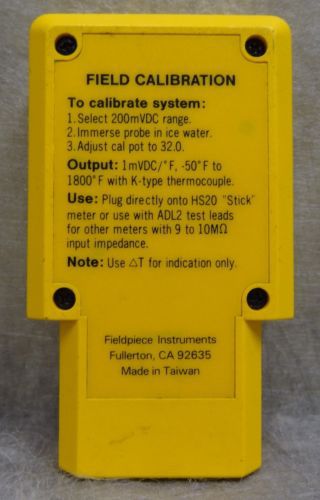 FIELD CALIBRATION
To calibrate system:
1. Select 200mVDC range.
2. Immerse probe in ice water.
3. Adjust cal pot to 32.0.
Output: 1mVDC/°F, -50°F to
1800°F with K-type thermocouple.
Use: Plug directly onto HS20 "Stick"
meter or use with ADL2 test leads
for other meters with 9 to 10MΩ
input impedance.
Note: Use △T for indication only.
Fieldpiece Instruments
Fullerton, CA 92635
Made in Taiwan